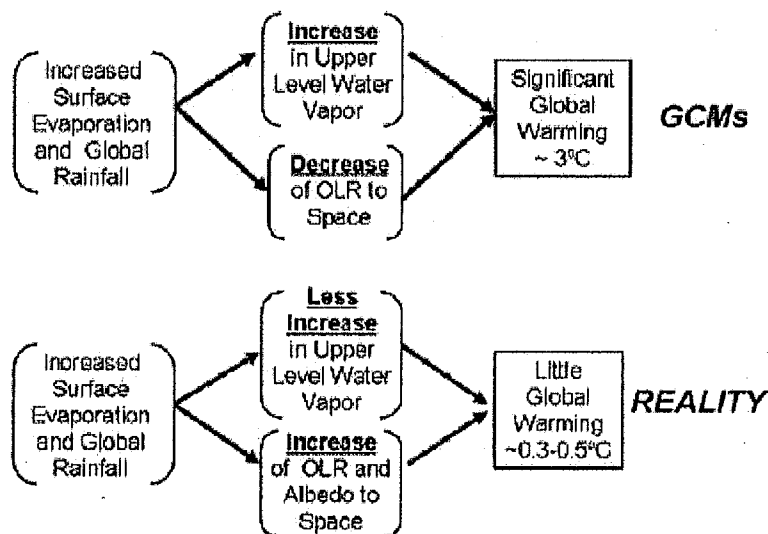 Increased
Surface
Evaporation
and Global
Rainfall
Increase
in Upper
Level Water
Vapor
Decrease
of OLR to
Space
Significant
Global
Warming
~ 3ºC
GCMs
Increased
Surface
Evaporation
and Global
Rainfall
Less
Increase
in Upper
Level Water
Vapor
Increase
of OLR and
Albedo to
Space
Little
Global
Warming
~0.3-0.5ºC
REALITY